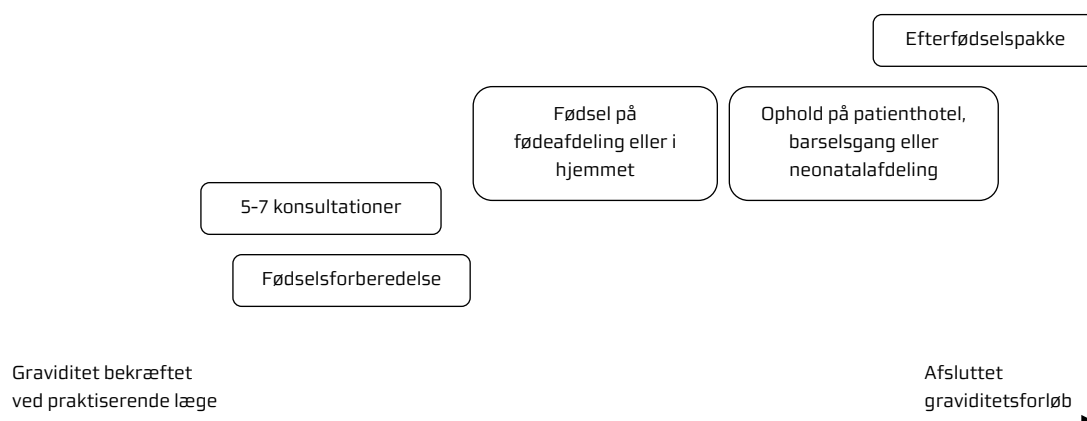 Efterfødselspakke
Fødsel på
fødeafdeling eller i
hjemmet
Ophold på patienthotel,
barselsgang eller
neonatalafdeling
5-7 konsultationer
Fødselsforberedelse
Graviditet bekræftet
ved praktiserende læge
Afsluttet
graviditetsforløb